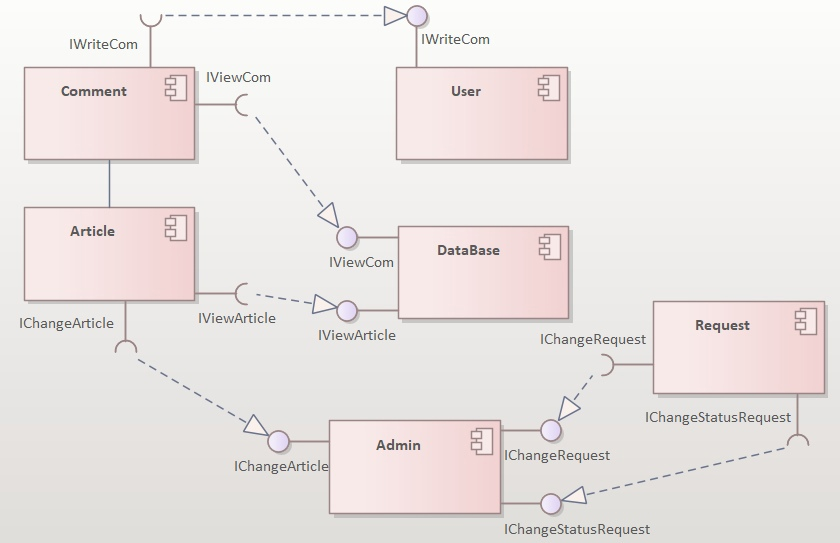 IWriteCom
IWriteCom
Comment
IViewCom
User
Article
IViewCom
DataBase
IChangeArticle
IViewArticle
IViewArticle
Request
IChangeRequest
IChangeStatusRequest
IChangeArticle
Admin
IChangeRequest
IChangeStatusRequest